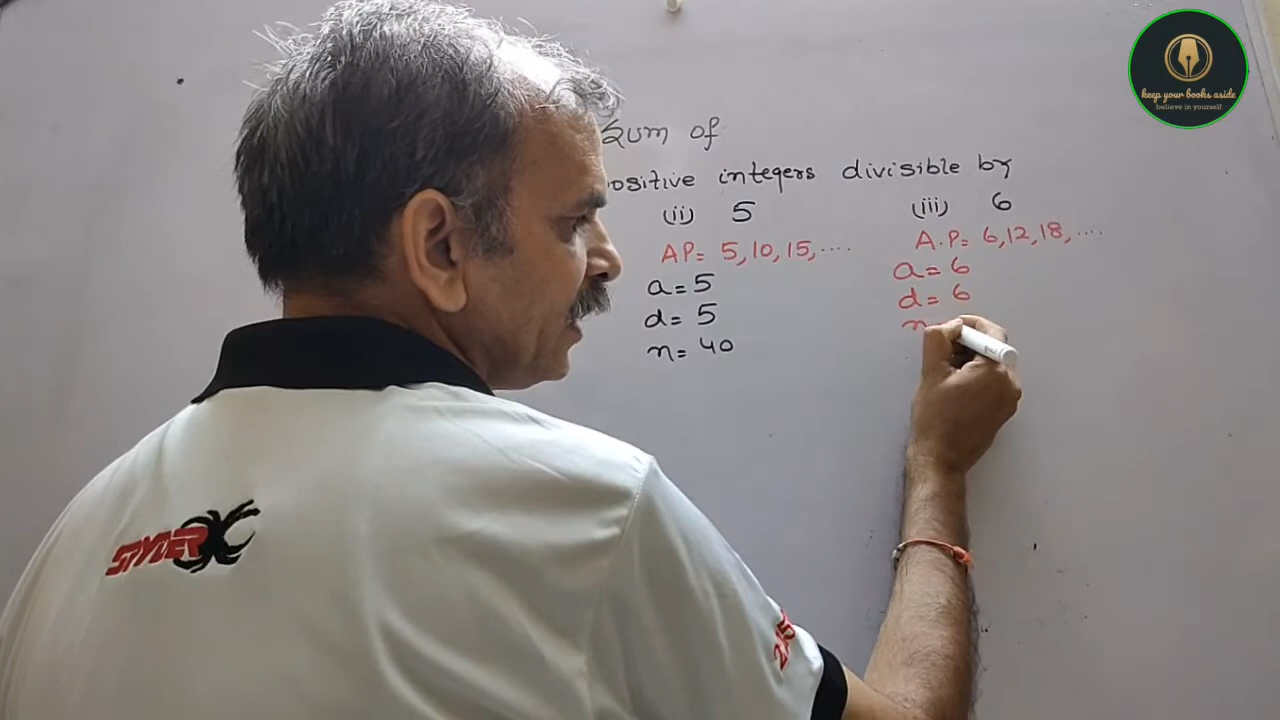 Sum of
positive integers divisible by
(ii) 5
(iii) 6
AP= 5,10,15,....
A.P= 6,12,18,....
a=5
a=6
d=5
d=6
n=40
n
keep your books aside
believe in yourself
SPYDER